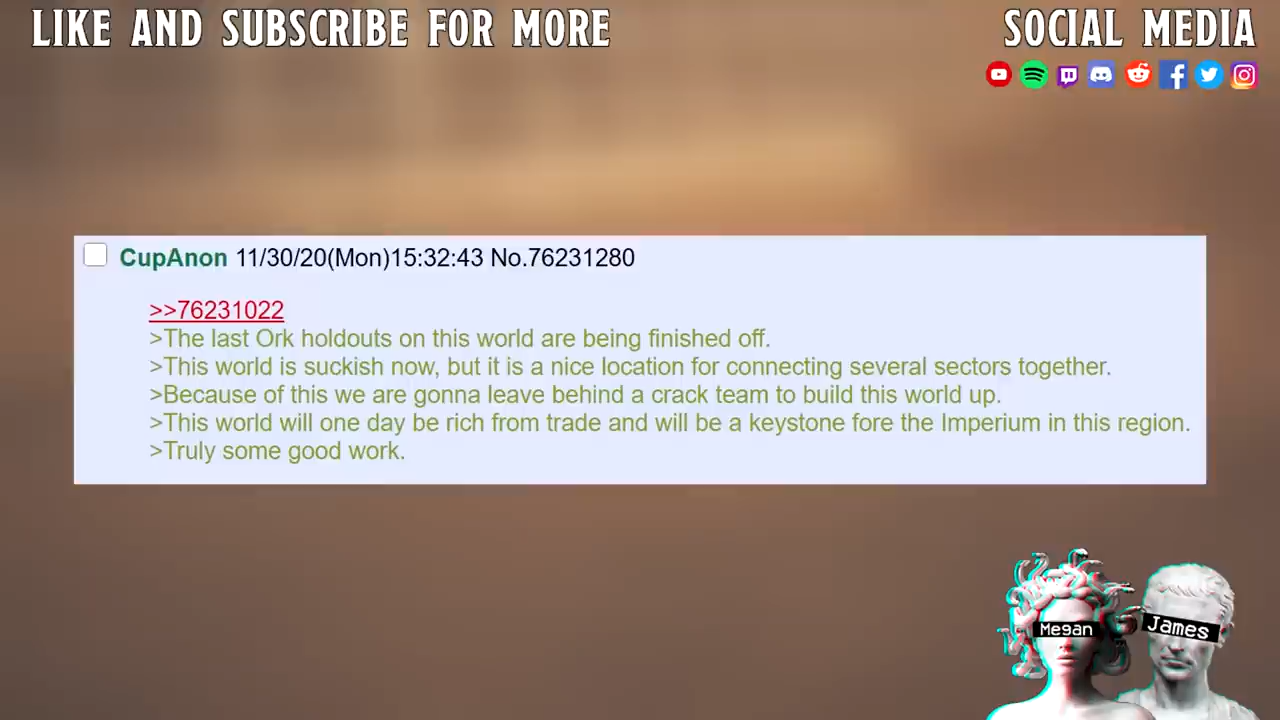 LIKE AND SUBSCRIBE FOR MORE
SOCIAL MEDIA
CupAnon 11/30/20(Mon)15:32:43 No.76231280
>>76231022
>The last Ork holdouts on this world are being finished off.
>This world is suckish now, but it is a nice location for connecting several sectors together.
>Because of this we are gonna leave behind a crack team to build this world up.
>This world will one day be rich from trade and will be a keystone fore the Imperium in this region.
>Truly some good work.
Megan
James